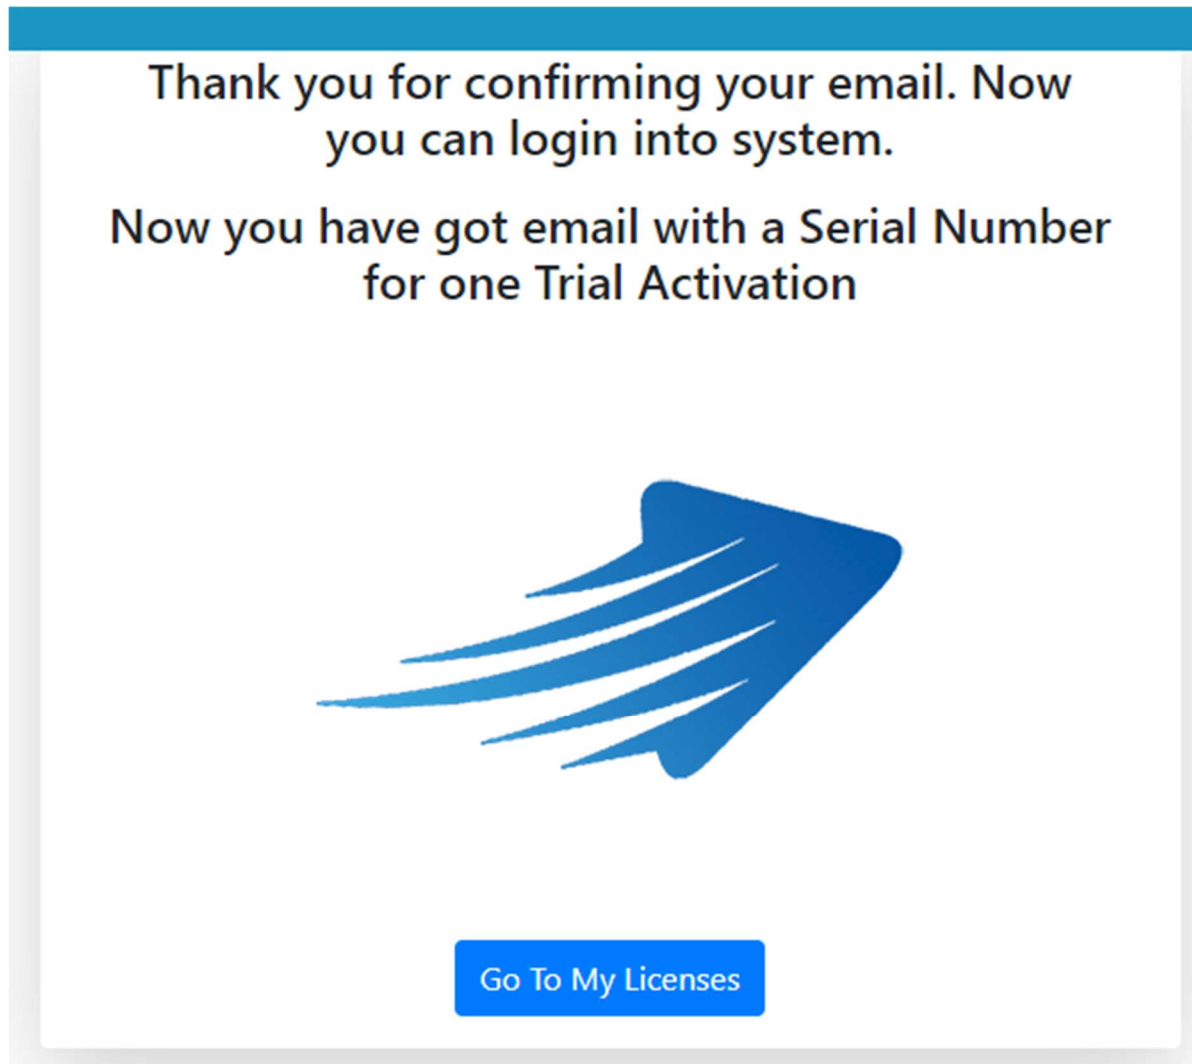 Thank you for confirming your email. Now
you can login into system.
Now you have got email with a Serial Number
for one Trial Activation
Go To My Licenses